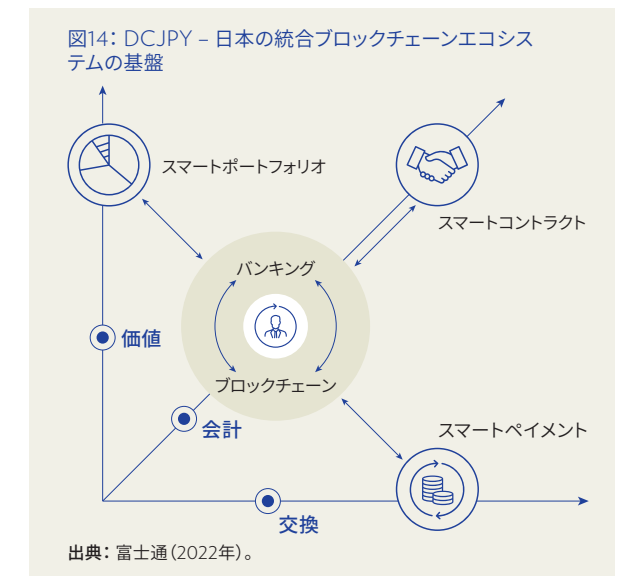 図14: DCJPY – 日本の統合ブロックチェーンエコシス
テムの基盤
スマートポートフォリオ
スマートコントラクト
バンキング
価値
ブロックチェーン
会計
スマートペイメント
交換
出典: 富士通(2022年)。